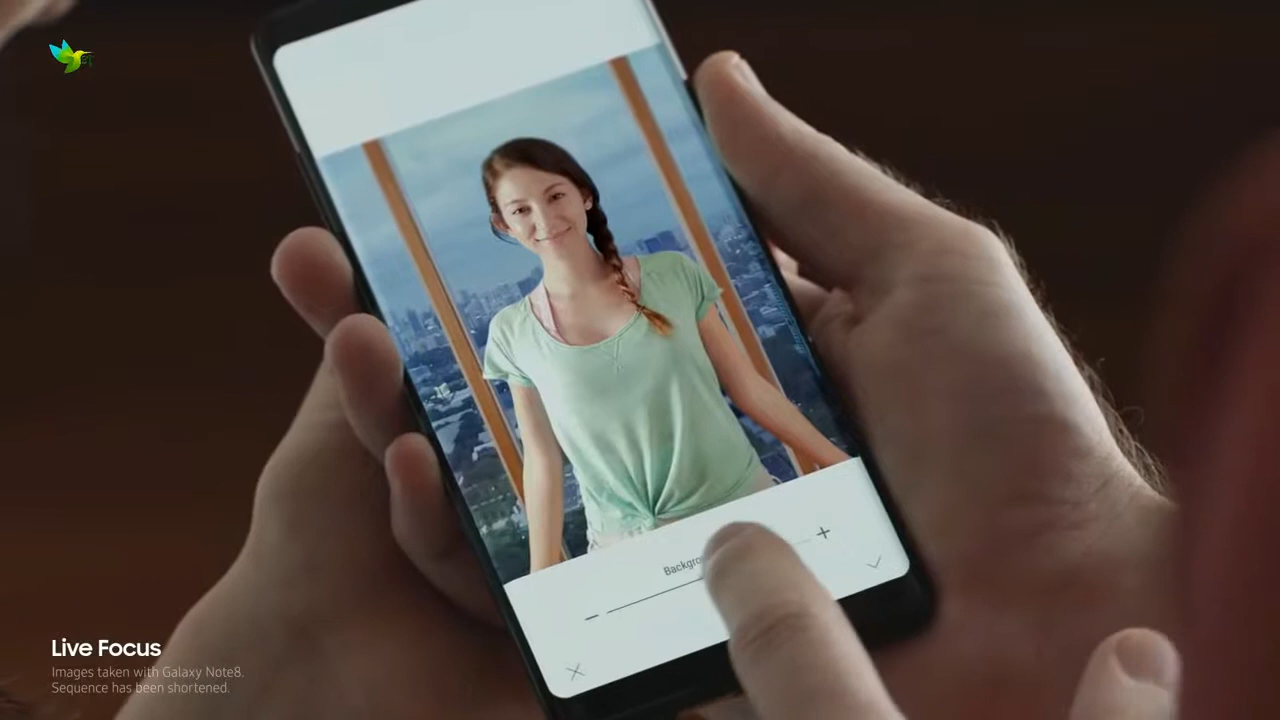 Live Focus
Images taken with Galaxy Note8.
Sequence has been shortened.